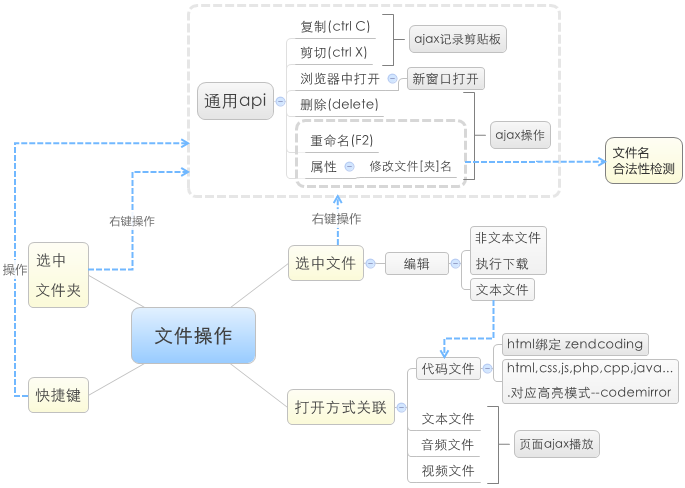 复制(ctrl C)
剪切(ctrl X)
ajax记录剪贴板
浏览器中打开
新窗口打开
通用api
删除(delete)
重命名(F2)
ajax操作
属性
修改文件[夹]名
文件名
合法性检测
右键操作
右键操作
操作
选中
文件夹
选中文件
编辑
非文本文件
执行下载
文本文件
文件操作
快捷键
打开方式关联
代码文件
html绑定 zendcoding
html,css,js,php,cpp,java...
.对应高亮模式--codemirror
文本文件
音频文件
视频文件
页面ajax播放